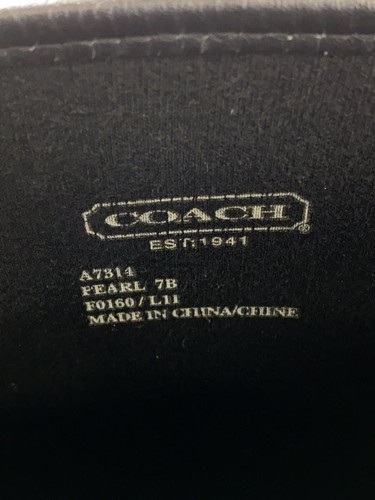 COACH®
EST. 1941
A7314
PEARL 7B
F0160 / L11
MADE IN CHINA/CHINE